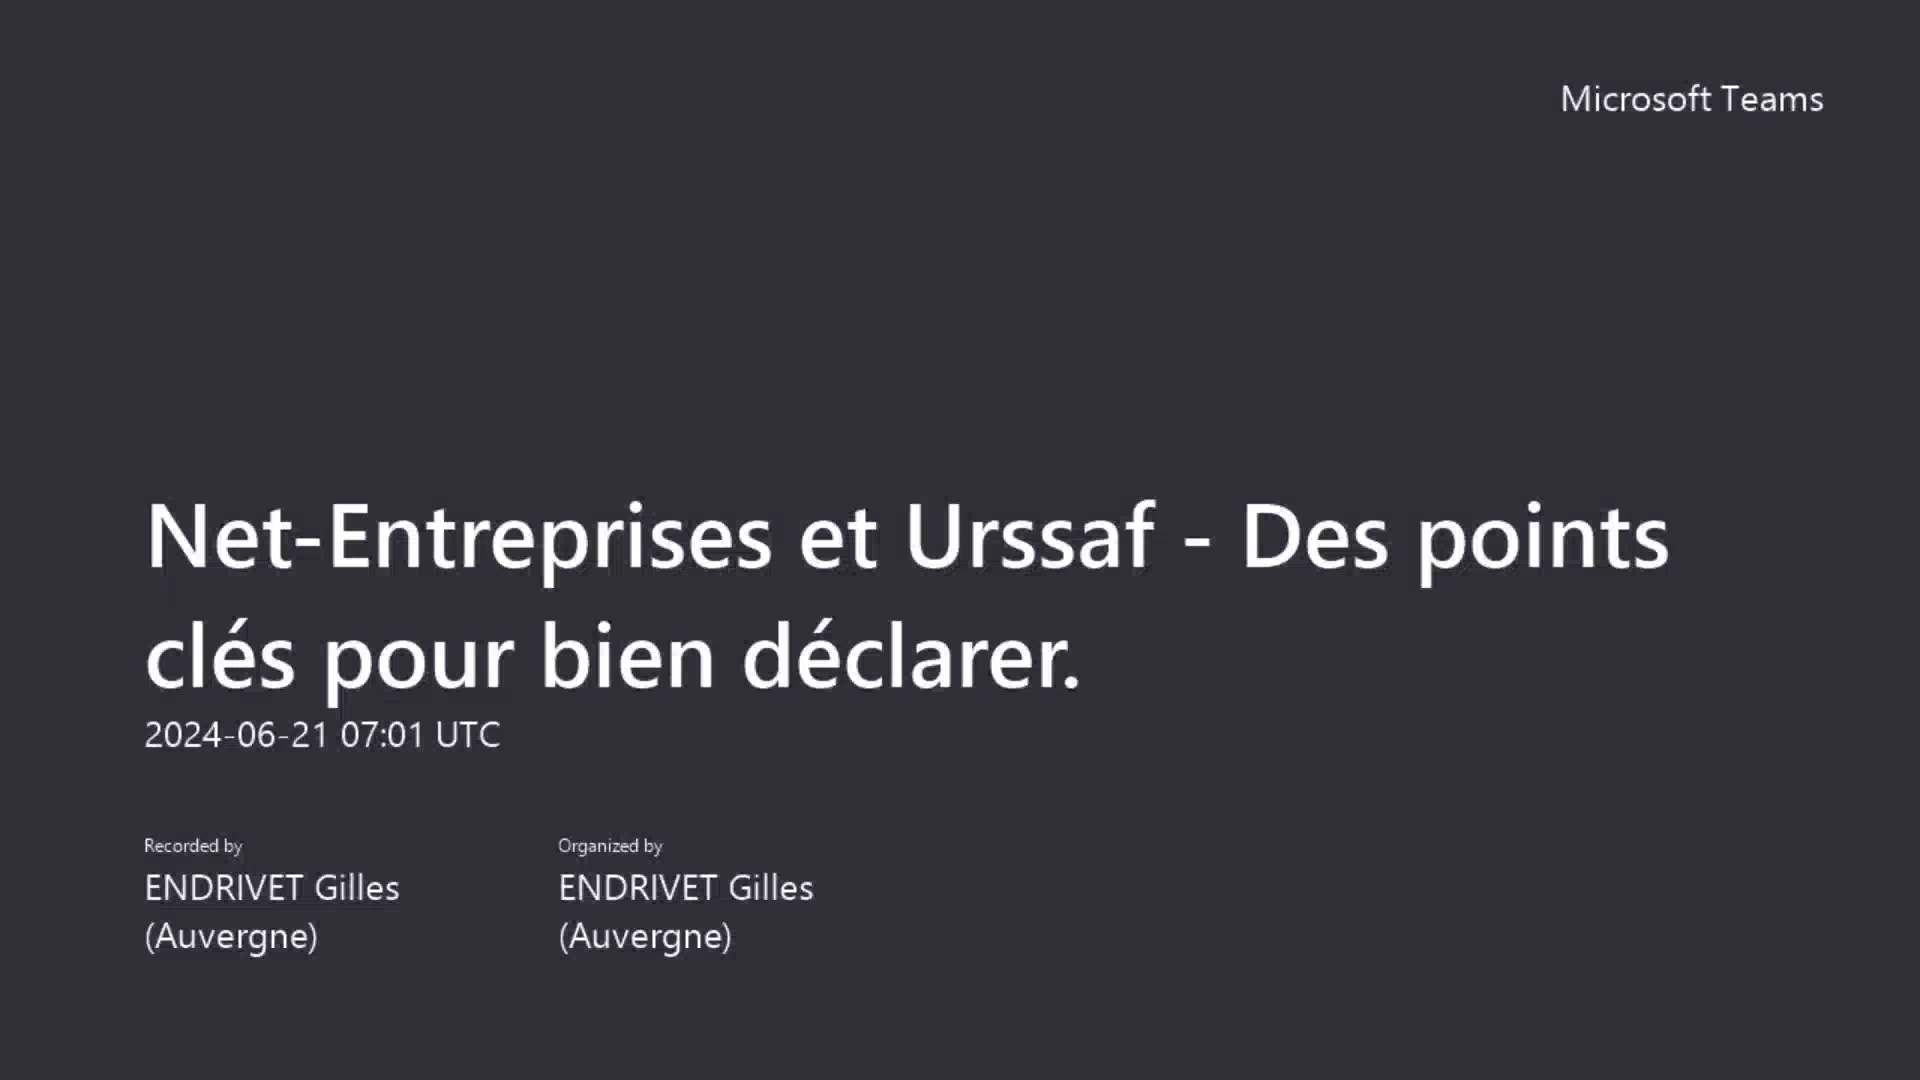 Microsoft Teams
Net-Entreprises et Urssaf - Des points
clés pour bien déclarer.
2024-06-21 07:01 UTC
Recorded by
ENDRIVET Gilles
(Auvergne)
Organized by
ENDRIVET Gilles
(Auvergne)